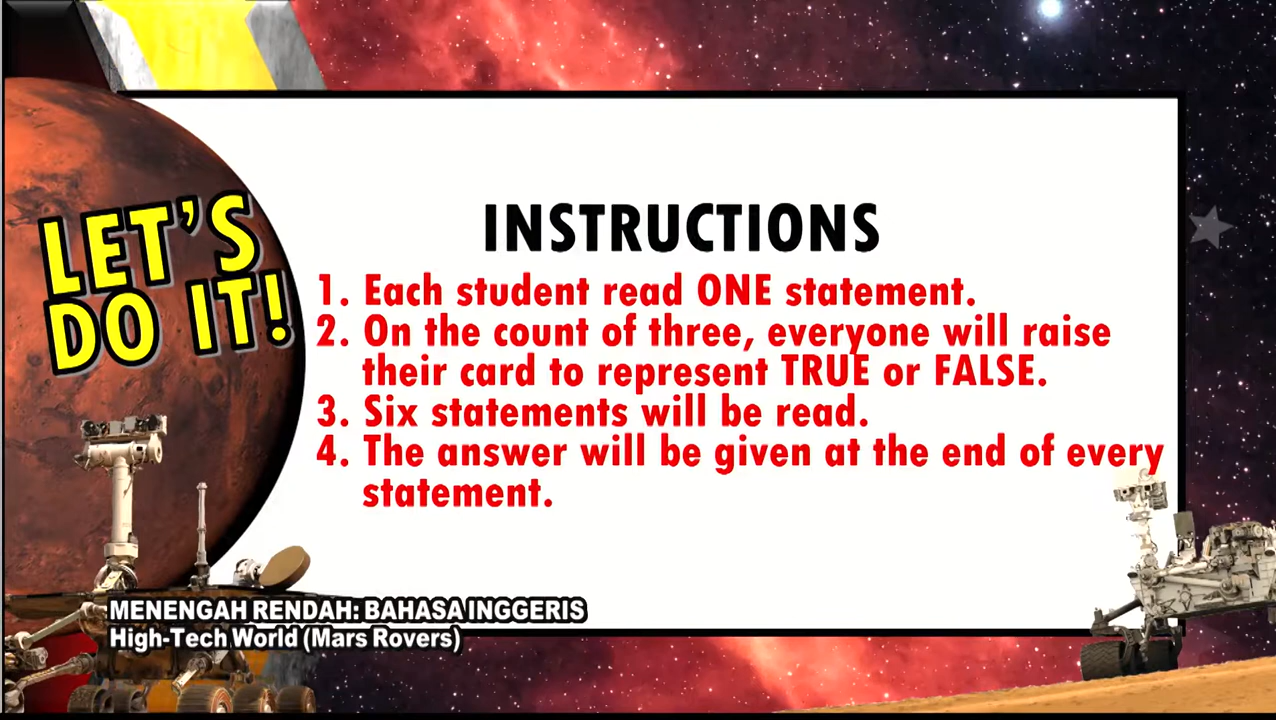 LET'S
DO IT!
INSTRUCTIONS
1. Each student read ONE statement.
2. On the count of three, everyone will raise
their card to represent TRUE or FALSE.
3. Six statements will be read.
4. The answer will be given at the end of every
statement.
MENENGAH RENDAH: BAHASA INGGERIS
High-Tech World (Mars Rovers)